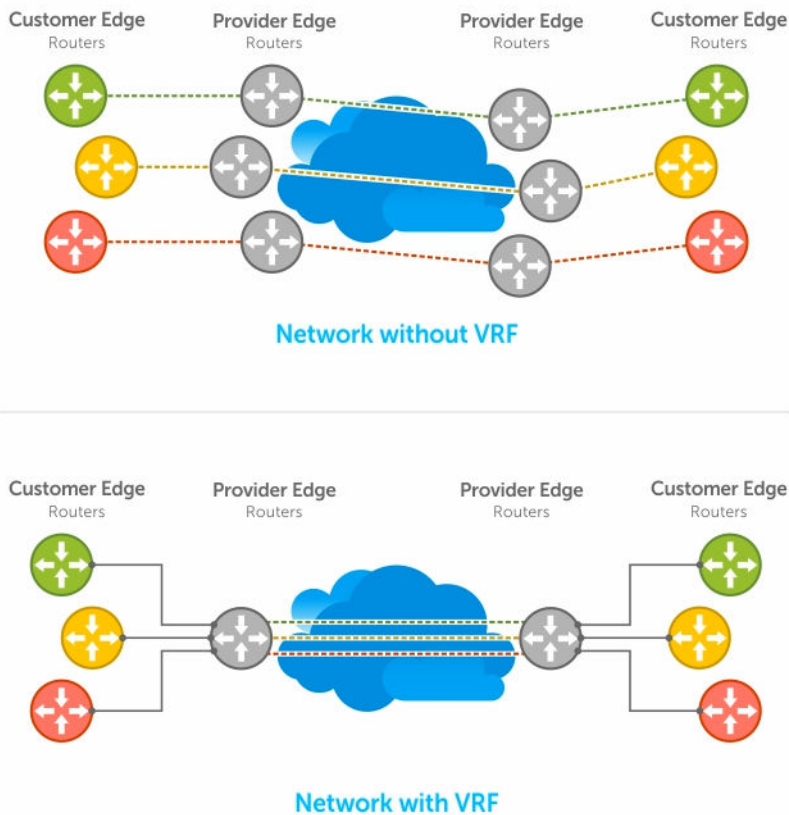 Customer Edge
Routers
Provider Edge
Routers
Provider Edge
Routers
Customer Edge
Routers
Network without VRF
Customer Edge
Routers
Provider Edge
Routers
Provider Edge
Routers
Customer Edge
Routers
Network with VRF